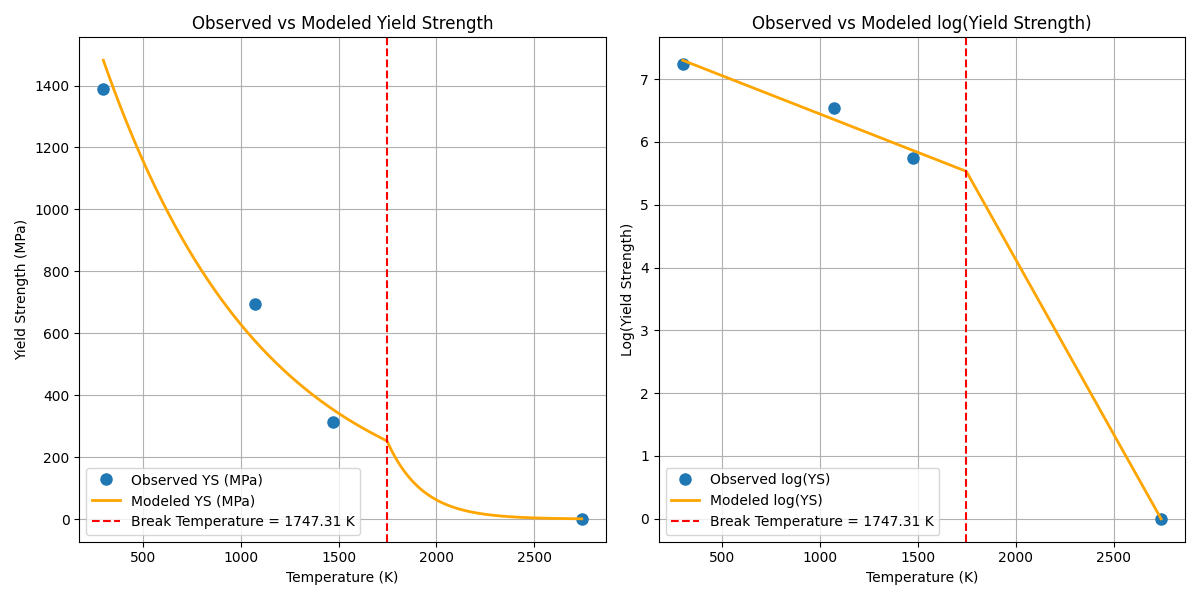 Observed vs Modeled Yield Strength
Yield Strength (MPa)
1400
1200
1000
800
600
400
200
0
500
1000
1500
2000
2500
Temperature (K)
Observed YS (MPa)
Modeled YS (MPa)
Break Temperature = 1747.31 K
Observed vs Modeled log(Yield Strength)
Log(Yield Strength)
7
6
5
4
3
2
1
0
500
1000
1500
2000
2500
Temperature (K)
Observed log(YS)
Modeled log(YS)
Break Temperature = 1747.31 K